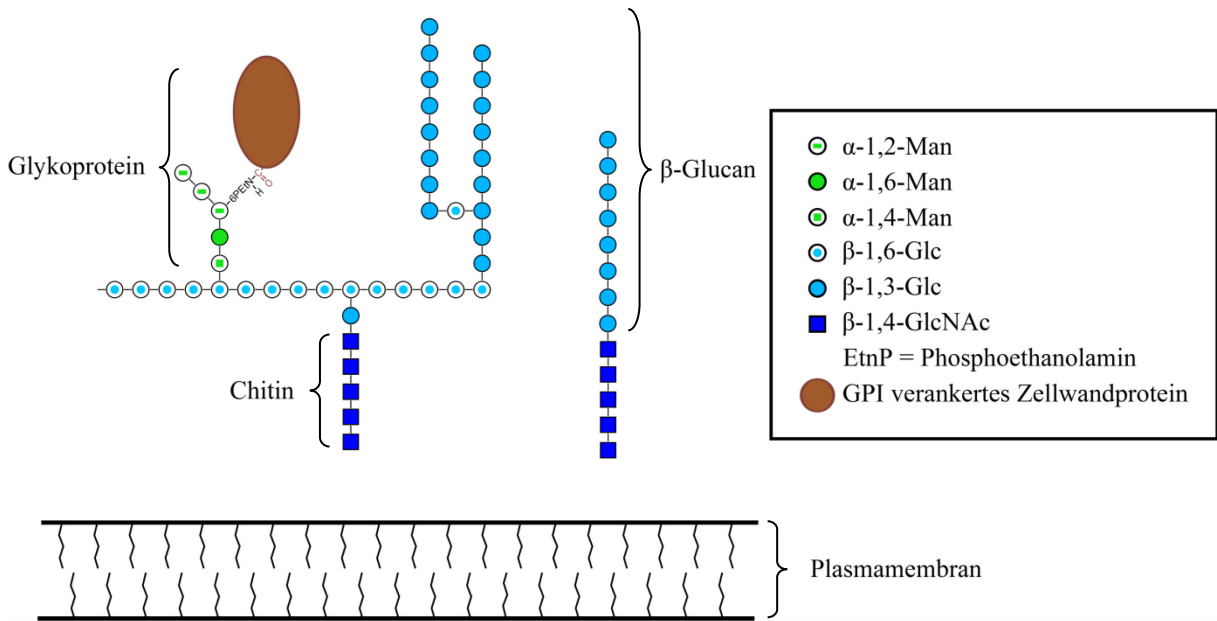 Glykoprotein
6PEtN-C=O
H
β-Glucan
Chitin
α-1,2-Man
α-1,6-Man
α-1,4-Man
β-1,6-Glc
β-1,3-Glc
β-1,4-GlcNAc
EtnP = Phosphoethanolamin
GPI verankertes Zellwandprotein
Plasmamembran